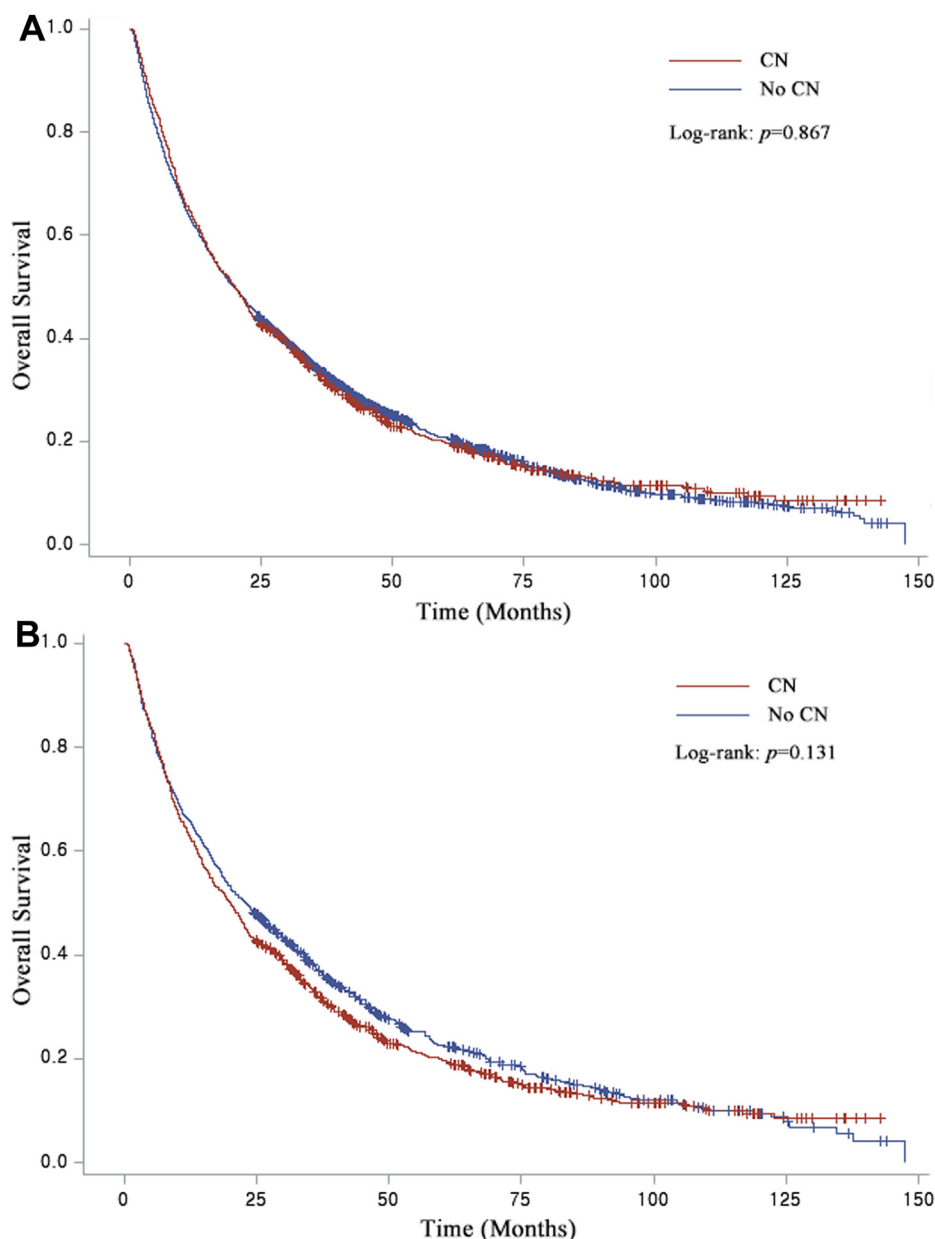 A
1.0
0.8
0.6
0.4
0.2
0.0
Overall Survival
CN
No CN
Log-rank: p=0.867
0 25 50 75 100 125 150
Time (Months)
B
1.0
0.8
0.6
0.4
0.2
0.0
Overall Survival
CN
No CN
Log-rank: p=0.131
0 25 50 75 100 125 150
Time (Months)